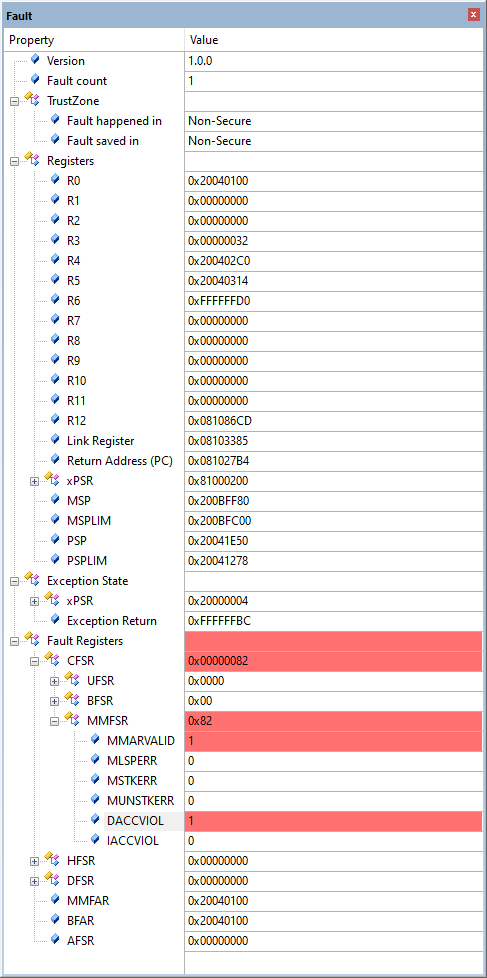 Fault
Property Value
Version 1.0.0
Fault count 1
TrustZone
Fault happened in Non-Secure
Fault saved in Non-Secure
Registers
R0 0x20040100
R1 0x00000000
R2 0x00000000
R3 0x00000032
R4 0x200402C0
R5 0x20040314
R6 0xFFFFFFD0
R7 0x00000000
R8 0x00000000
R9 0x00000000
R10 0x00000000
R11 0x00000000
R12 0x081086CD
Link Register 0x08103385
Return Address (PC) 0x081027B4
xPSR 0x81000200
MSP 0x200BFF80
MSPLIM 0x200BFC00
PSP 0x20041E50
PSPLIM 0x20041278
Exception State
xPSR 0x20000004
Exception Return 0xFFFFFFBC
Fault Registers
CFSR 0x00000082
UFSR 0x0000
BFSR 0x00
MMFSR 0x82
MMARVALID 1
MLSPERR 0
MSTKERR 0
MUNSTKERR 0
DACCVIOL 1
IACCVIOL 0
HFSR 0x00000000
DFSR 0x00000000
MMFAR 0x20040100
BFAR 0x20040100
AFSR 0x00000000